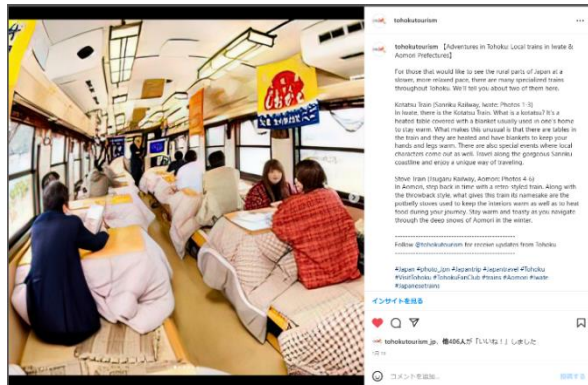 tohokutourism
tohokutourism 【Adventures in Tohoku Local trains in Iwate &
Aomori Prefectures】
For those that would like to see the rural parts of Japan at a
slower, more relaxed pace, there are many specialized trains
throughout Tohoku. We'll tell you about two of them here.
Kotatsu Train (Sanriku Railway, Iwate: Photos 1-3)
In Iwate, there is the Kotatsu Train. What is a kotatsu? It's a
heated table covered with a blanket usually used in one's home
to stay warm. What makes this unusual is that there are tables in
the train and they are heated and have blankets to keep your
hands and legs warm. There are also special events where local
characters come out as well. Travel along the gorgeous Sanriku
coastline and enjoy a unique way of traveling.
Stove Train (Tsugaru Railway, Aomori: Photos 4-6)
In Aomori, step back in time with a retro styled train. Along with
the throwback style, what gives this train its namesake are the
potbelly stoves used to keep the interiors warm as well as to heat
food during your journey. Stay warm and toasty as you navigate
through the deep snows of Aomori in the winter.
Follow @tohokutourism for receive updates from Tohoku
#Japan #photo_jpn #Japantrip #Japantravel #Tohoku
#VisitTohoku #TohokuFanClub #trains #Aomori #Iwate
#Japanesetrains
インサイトを見る
tohokutourism_jp、他406人が「いいね！」しました
コメントを追加...
投稿する
しおかぜ